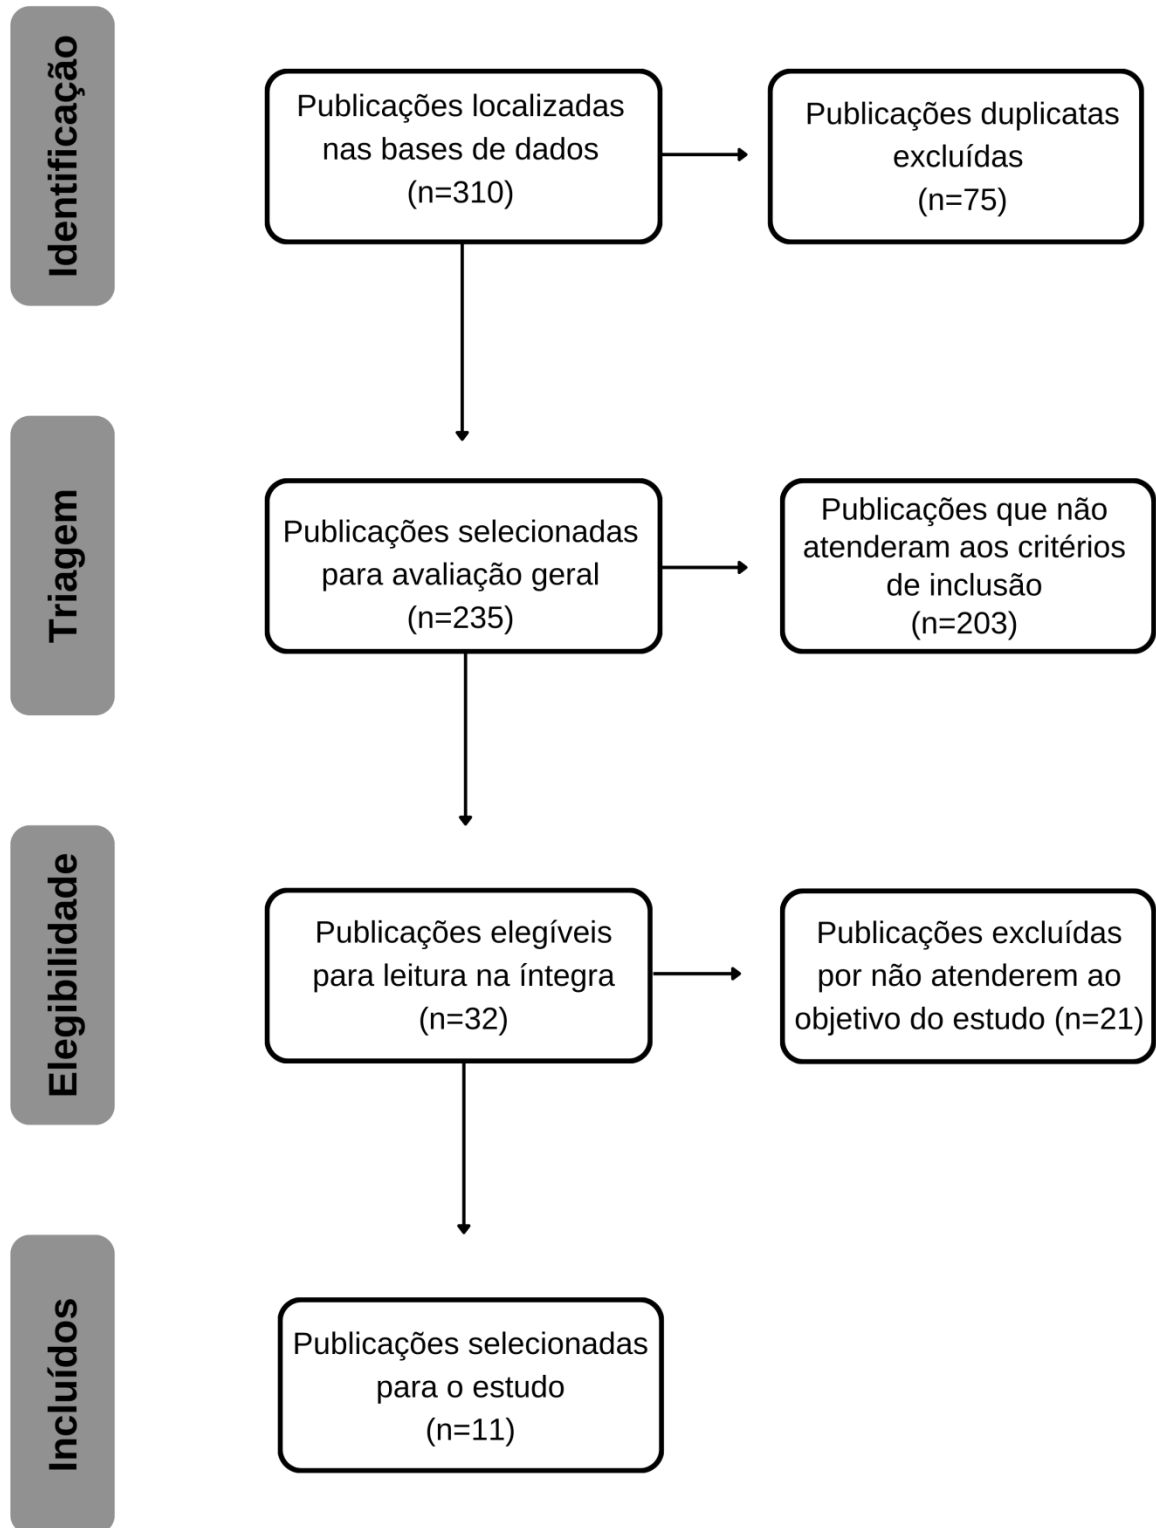 Identificação
Publicações localizadas
nas bases de dados
(n=310)
Publicações duplicatas
excluídas
(n=75)
Triagem
Publicações selecionadas
para avaliação geral
(n=235)
Publicações que não
atenderam aos critérios
de inclusão
(n=203)
Elegibilidade
Publicações elegíveis
para leitura na íntegra
(n=32)
Publicações excluídas
por não atenderem ao
objetivo do estudo (n=21)
Incluídos
Publicações selecionadas
para o estudo
(n=11)